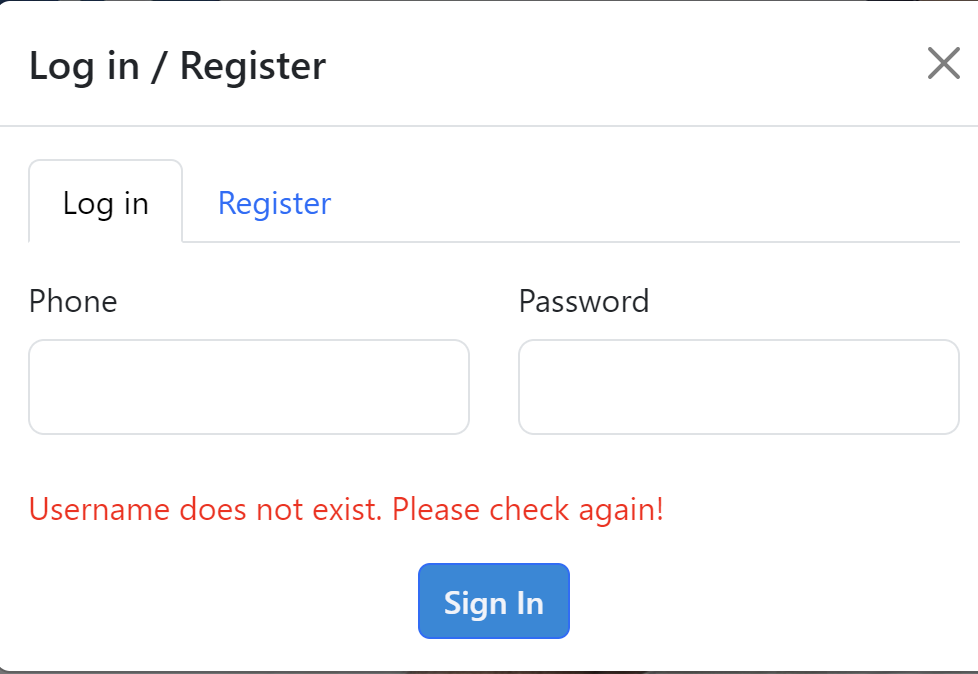 Log in / Register
Log in
Register
Phone
Password
Username does not exist. Please check again!
Sign In